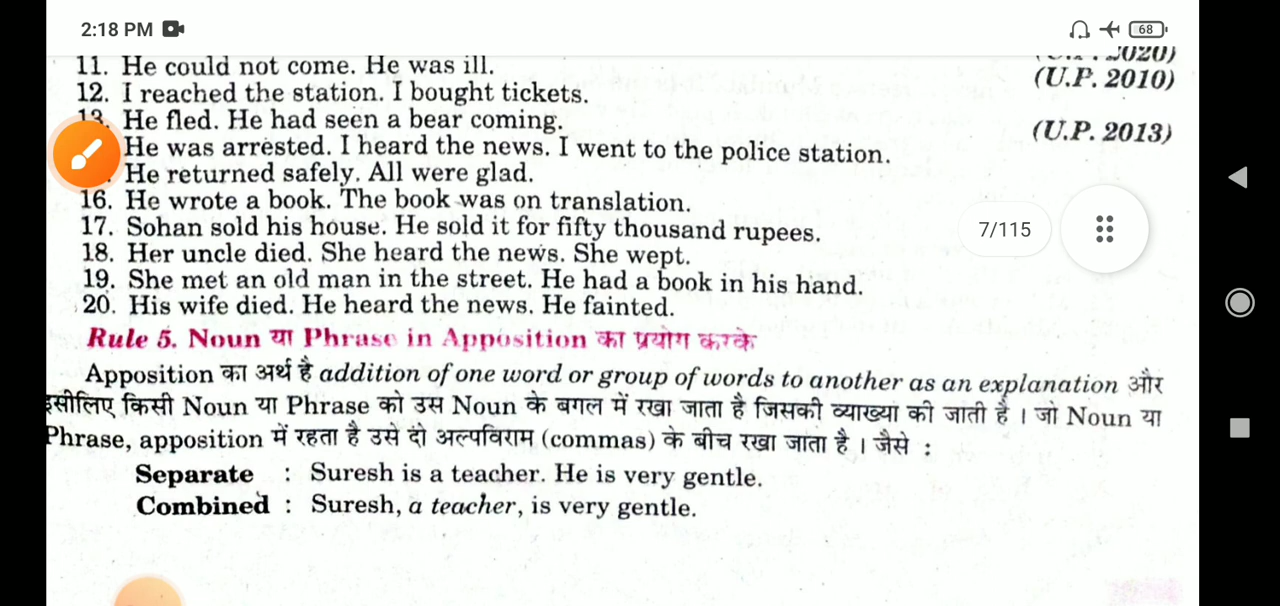 2:18 PM
68
2020)
11. He could not come. He was ill.
(U.P. 2010)
12. I reached the station. I bought tickets.
13. He fled. He had seen a bear coming.
(U.P. 2013)
He was arrested. I heard the news. I went to the police station.
He returned safely. All were glad.
16. He wrote a book. The book was on translation.
17. Sohan sold his house. He sold it for fifty thousand rupees.
7/115
18. Her uncle died. She heard the news. She wept.
19. She met an old man in the street. He had a book in his hand.
20. His wife died. He heard the news. He fainted.
Rule 5. Noun या Phrase in Apposition का प्रयोग करके
Apposition का अर्थ है addition of one word or group of words to another as an explanation और
इसीलिए किसी Noun या Phrase को उस Noun के बगल में रखा जाता है जिसकी व्याख्या की जाती है । जो Noun या
Phrase, apposition में रहता है उसे दो अल्पविराम (commas) के बीच रखा जाता है । जैसे :
Separate : Suresh is a teacher. He is very gentle.
Combined : Suresh, a teacher, is very gentle.